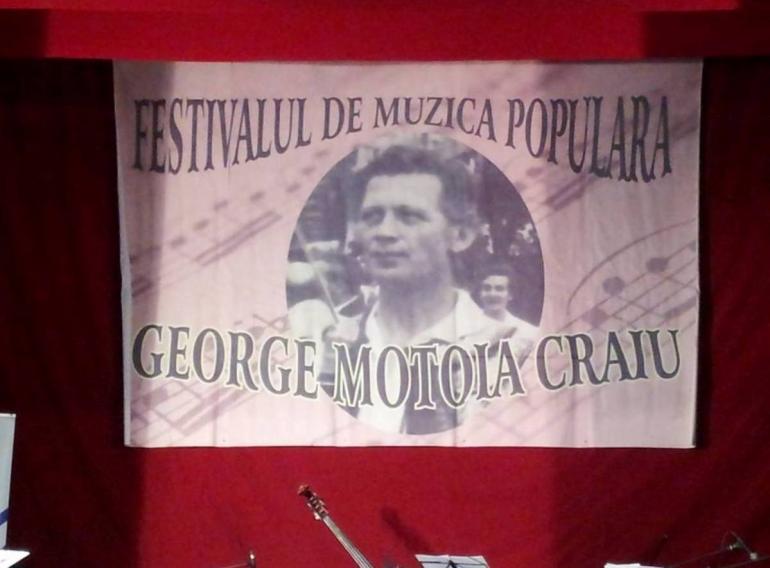 FESTIVALUL DE MUZICA POPULARA
GEORGE MOTOIA CRAIU